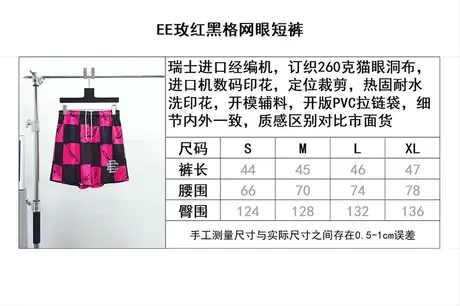 EE玫红黑格网眼短裤
瑞士进口经编机，订织260克猫眼洞布，
进口机数码印花，定位裁剪，热固耐水
洗印花，开模辅料，开版PVC拉链袋，细
节内外一致，质感区别对比市面货
尺码 S M L XL
裤长 44 45 46 47
腰围 66 70 74 78
臀围 124 128 132 136
手工测量尺寸与实际尺寸之间存在0.5-1cm误差